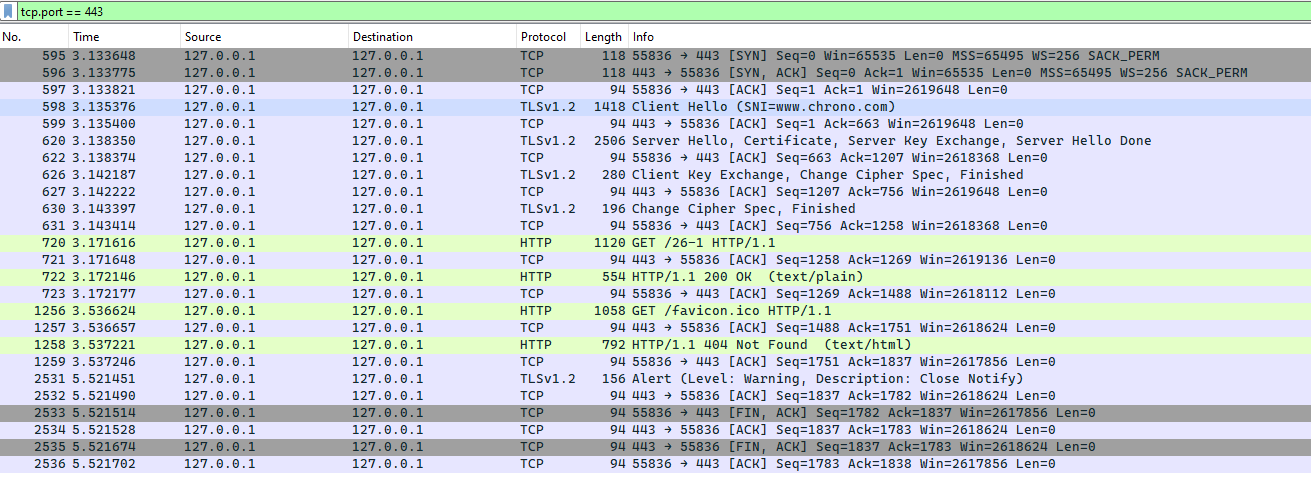 tcp.port == 443
No. Time Source Destination Protocol Length Info
595 3.133648 127.0.0.1 127.0.0.1 TCP 118 55836 → 443 [SYN] Seq=0 Win=65535 Len=0 MSS=65495 WS=256 SACK_PERM
596 3.133775 127.0.0.1 127.0.0.1 TCP 118 443 → 55836 [SYN, ACK] Seq=0 Ack=1 Win=65535 Len=0 MSS=65495 WS=256 SACK_PERM
597 3.133821 127.0.0.1 127.0.0.1 TCP 94 55836 → 443 [ACK] Seq=1 Ack=1 Win=2619648 Len=0
598 3.135376 127.0.0.1 127.0.0.1 TLSv1.2 1418 Client Hello (SNI=www.chrono.com)
599 3.135400 127.0.0.1 127.0.0.1 TCP 94 443 → 55836 [ACK] Seq=1 Ack=663 Win=2619648 Len=0
620 3.138350 127.0.0.1 127.0.0.1 TLSv1.2 2506 Server Hello, Certificate, Server Key Exchange, Server Hello Done
622 3.138374 127.0.0.1 127.0.0.1 TCP 94 55836 → 443 [ACK] Seq=663 Ack=1207 Win=2618368 Len=0
626 3.142187 127.0.0.1 127.0.0.1 TLSv1.2 280 Client Key Exchange, Change Cipher Spec, Finished
627 3.142222 127.0.0.1 127.0.0.1 TCP 94 443 → 55836 [ACK] Seq=1207 Ack=756 Win=2619648 Len=0
630 3.143397 127.0.0.1 127.0.0.1 TLSv1.2 196 Change Cipher Spec, Finished
631 3.143414 127.0.0.1 127.0.0.1 TCP 94 55836 → 443 [ACK] Seq=756 Ack=1258 Win=2618368 Len=0
720 3.171616 127.0.0.1 127.0.0.1 HTTP 1120 GET /26-1 HTTP/1.1
721 3.171648 127.0.0.1 127.0.0.1 TCP 94 443 → 55836 [ACK] Seq=1258 Ack=1269 Win=2619136 Len=0
722 3.172146 127.0.0.1 127.0.0.1 HTTP 554 HTTP/1.1 200 OK (text/plain)
723 3.172177 127.0.0.1 127.0.0.1 TCP 94 55836 → 443 [ACK] Seq=1269 Ack=1488 Win=2618112 Len=0
1256 3.536624 127.0.0.1 127.0.0.1 HTTP 1058 GET /favicon.ico HTTP/1.1
1257 3.536657 127.0.0.1 127.0.0.1 TCP 94 443 → 55836 [ACK] Seq=1488 Ack=1751 Win=2618624 Len=0
1258 3.537221 127.0.0.1 127.0.0.1 HTTP 792 HTTP/1.1 404 Not Found (text/html)
1259 3.537246 127.0.0.1 127.0.0.1 TCP 94 55836 → 443 [ACK] Seq=1751 Ack=1837 Win=2617856 Len=0
2531 5.521451 127.0.0.1 127.0.0.1 TLSv1.2 156 Alert (Level: Warning, Description: Close Notify)
2532 5.521490 127.0.0.1 127.0.0.1 TCP 94 443 → 55836 [ACK] Seq=1837 Ack=1782 Win=2618624 Len=0
2533 5.521514 127.0.0.1 127.0.0.1 TCP 94 55836 → 443 [FIN, ACK] Seq=1782 Ack=1837 Win=2617856 Len=0
2534 5.521528 127.0.0.1 127.0.0.1 TCP 94 443 → 55836 [ACK] Seq=1837 Ack=1783 Win=2618624 Len=0
2535 5.521674 127.0.0.1 127.0.0.1 TCP 94 443 → 55836 [FIN, ACK] Seq=1837 Ack=1783 Win=2618624 Len=0
2536 5.521702 127.0.0.1 127.0.0.1 TCP 94 55836 → 443 [ACK] Seq=1783 Ack=1838 Win=2617856 Len=0